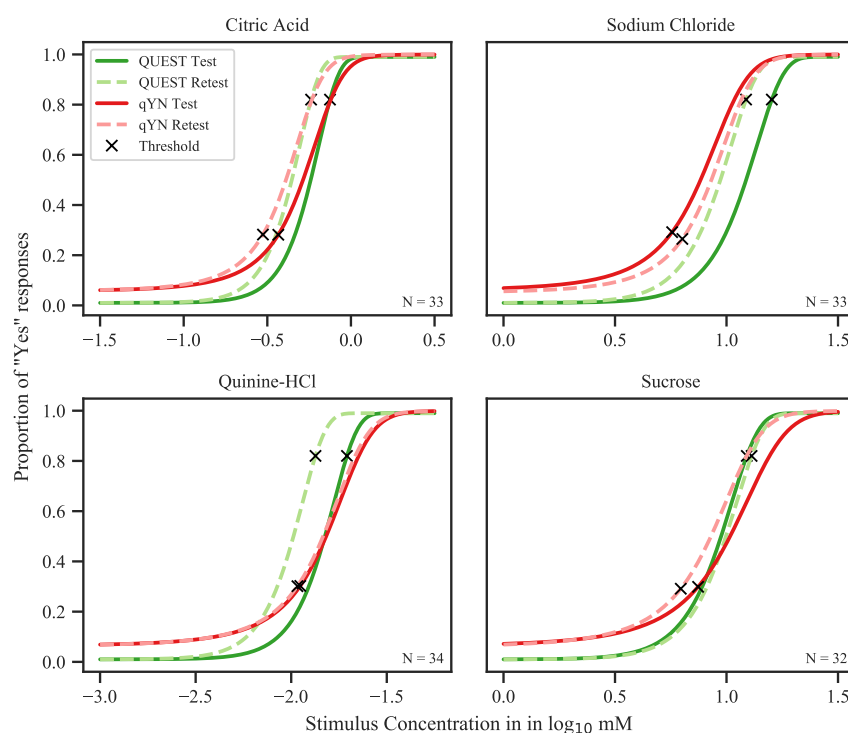 Citric Acid
Sodium Chloride
1.0
0.8
0.6
0.4
0.2
0.0
QUEST Test
QUEST Retest
qYN Test
qYN Retest
Threshold
N = 33
N = 33
−1.5 −1.0 −0.5 0.0 0.5
0.0 0.5 1.0 1.5
Proportion of "Yes" responses
Quinine-HCl
Sucrose
1.0
0.8
0.6
0.4
0.2
0.0
N = 34
N = 32
−3.0 −2.0 −1.5
0.0 0.5 1.0 1.5
Stimulus Concentration in in log₁₀ mM